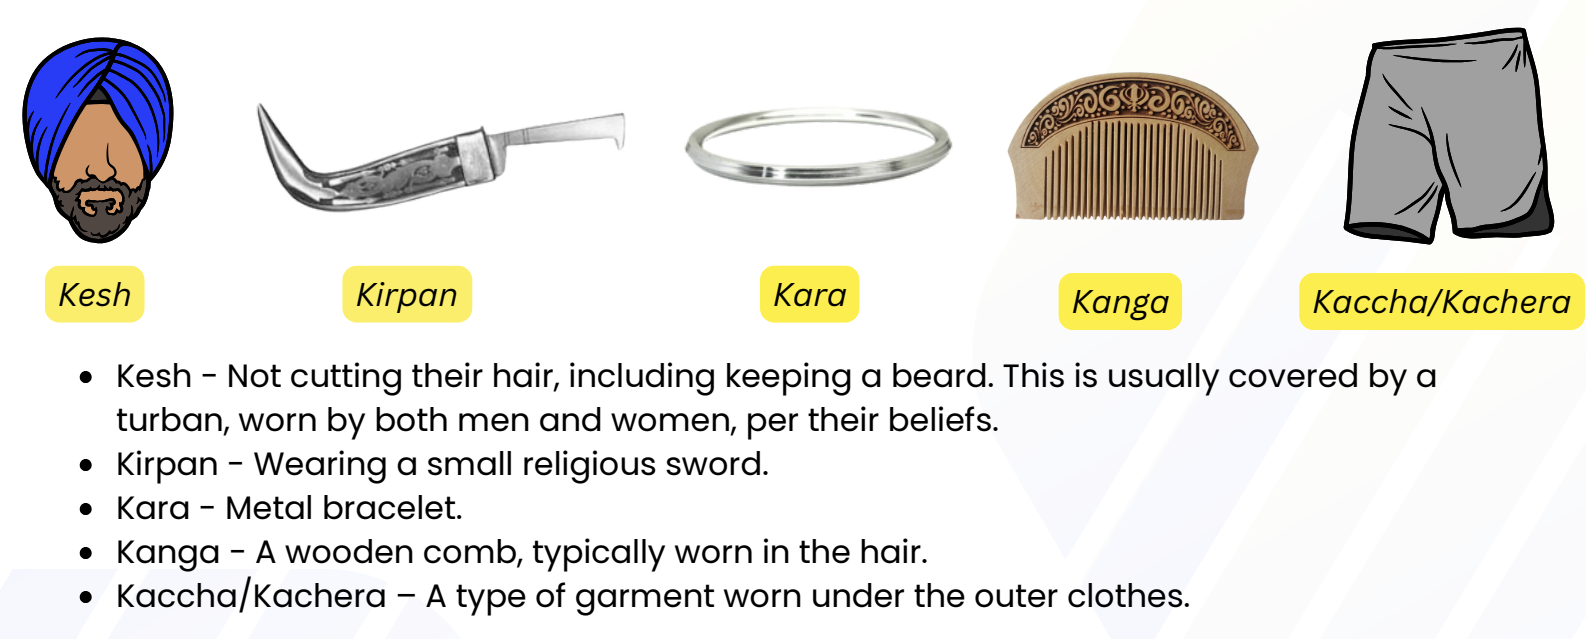 Kesh
Kirpan
Kara
Kanga
Kaccha/Kachera
• Kesh - Not cutting their hair, including keeping a beard. This is usually covered by a
turban, worn by both men and women, per their beliefs.
• Kirpan - Wearing a small religious sword.
• Kara - Metal bracelet.
• Kanga - A wooden comb, typically worn in the hair.
• Kaccha/Kachera – A type of garment worn under the outer clothes.